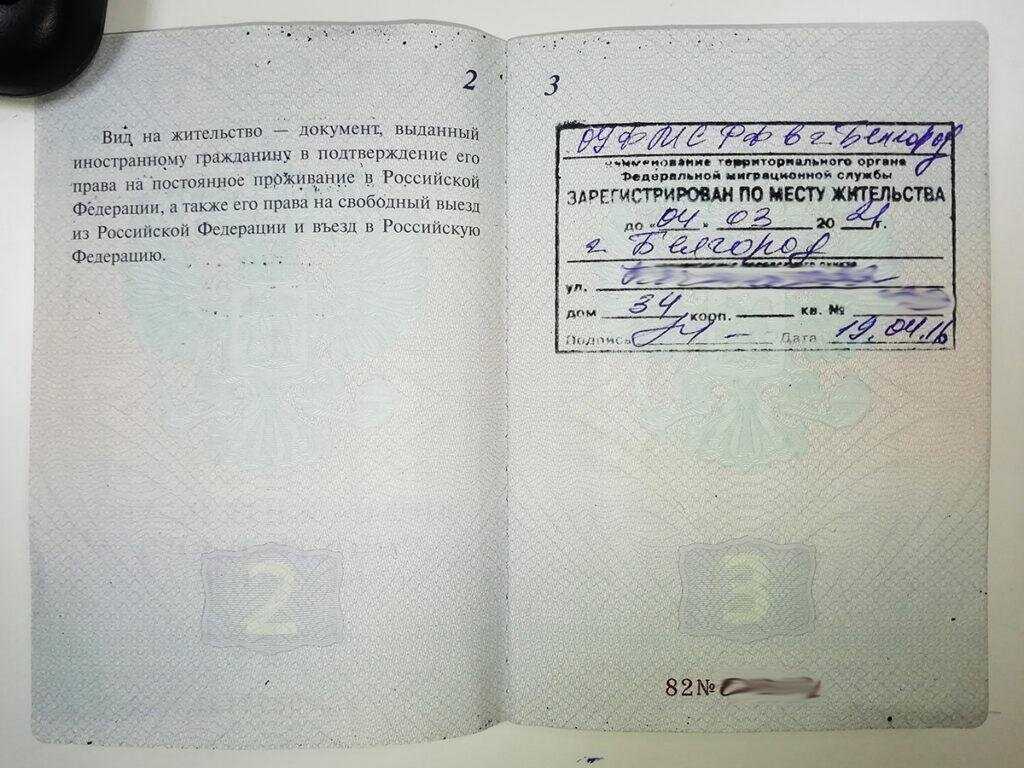 2
Вид на жительство — документ, выданный
иностранному гражданину в подтверждение его
права на постоянное проживание в Российской
Федерации, а также его права на свободный выезд
из Российской Федерации и въезд в Российскую
Федерацию.
2
3
ОУФМС РФ в г. Белгород
наименование территориального органа
Федеральной миграционной службы
ЗАРЕГИСТРИРОВАН ПО МЕСТУ ЖИТЕЛЬСТВА
до «04» 03 20 21 г.
г. Белгород
ул.
дом 34 корп. — кв. №
Подпись Дата 19.04.16
3
82№